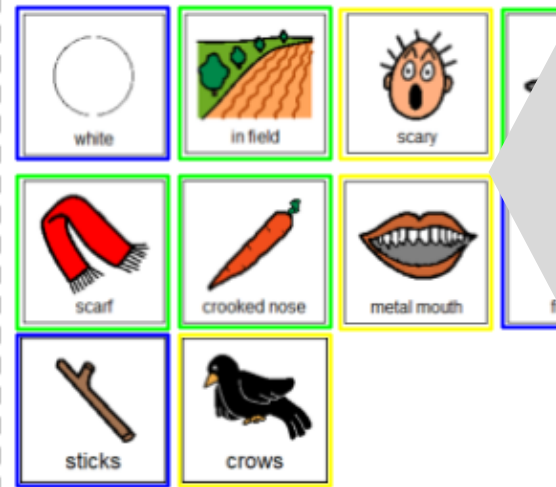 white
in field
scary
scarf
crooked nose
metal mouth
sticks
crows